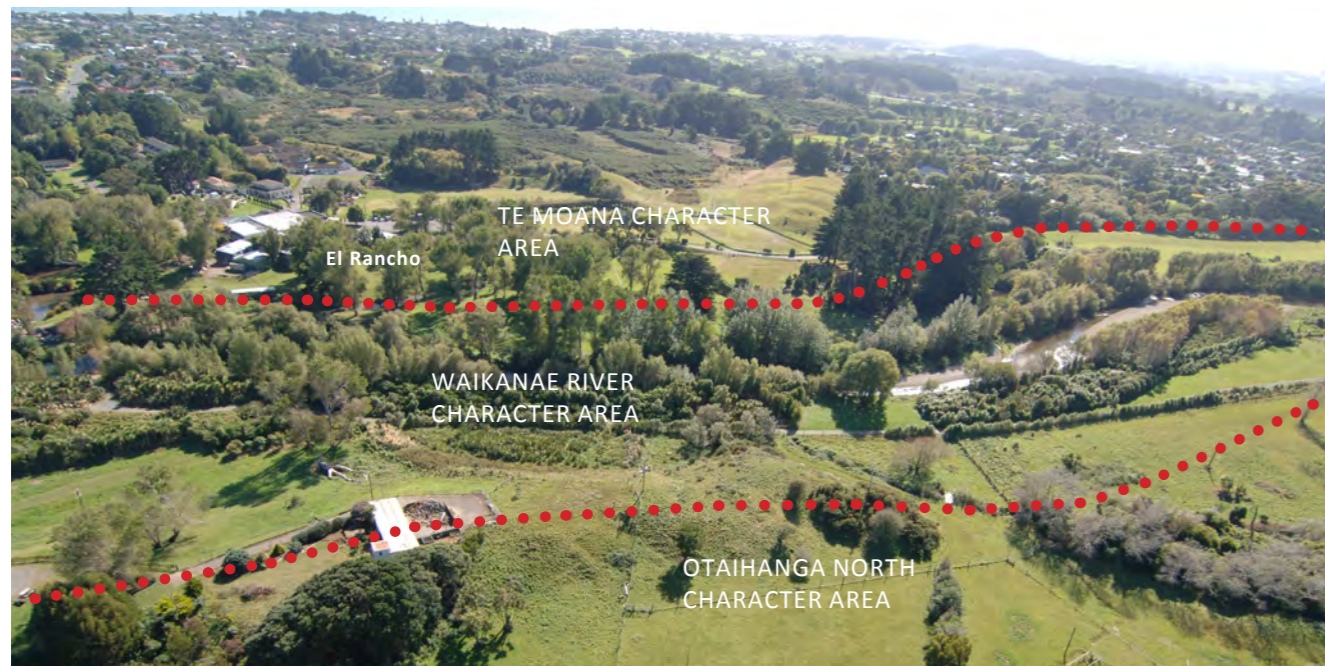 TE MOANA CHARACTER
AREA
El Rancho
WAIKANAE RIVER
CHARACTER AREA
OTAIHANGA NORTH
CHARACTER AREA